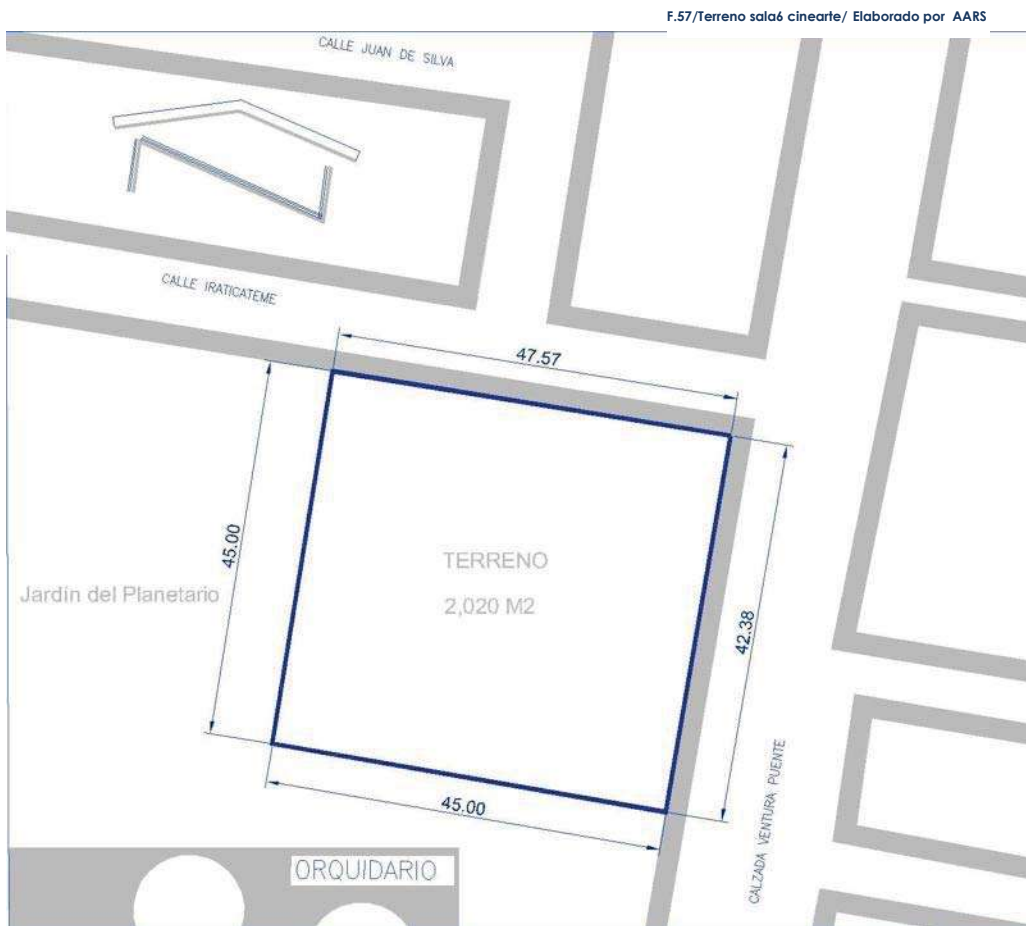 F.57/Terreno sala6 cinearte/ Elaborado por AARS
CALLE JUAN DE SILVA
CALLE IRATICATEME
47.57
45.00
TERRENO
2,020 M2
Jardín del Planetario
42.38
45.00
CALZADA VENTURA PUENTE
ORQUIDARIO